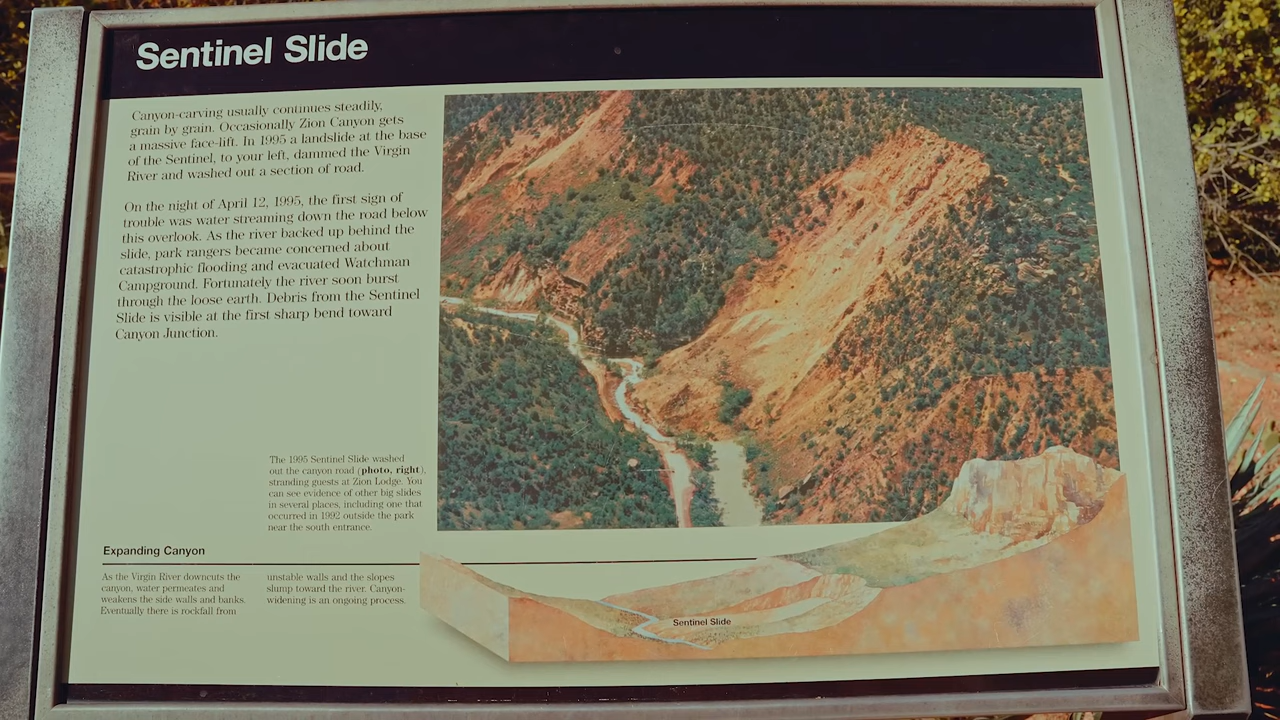 Sentinel Slide
Canyon-carving usually continues steadily,
grain by grain. Occasionally Zion Canyon gets
a massive face-lift. In 1995 a landslide at the base
of the Sentinel, to your left, dammed the Virgin
River and washed out a section of road.
On the night of April 12, 1995, the first sign of
trouble was water streaming down the road below
this overlook. As the river backed up behind the
slide, park rangers became concerned about
catastrophic flooding and evacuated Watchman
Campground. Fortunately the river soon burst
through the loose earth. Debris from the Sentinel
Slide is visible at the first sharp bend toward
Canyon Junction.
The 1995 Sentinel Slide washed
out the canyon road (photo, right),
stranding guests at Zion Lodge. You
can see evidence of other big slides
in several places, including one that
occurred in 1992 outside the park
near the south entrance.
Expanding Canyon
As the Virgin River downcuts the
canyon, water permeates and
weakens the side walls and banks.
Eventually there is rockfall from
unstable walls and the slopes
slump toward the river. Canyon-
widening is an ongoing process.
Sentinel Slide